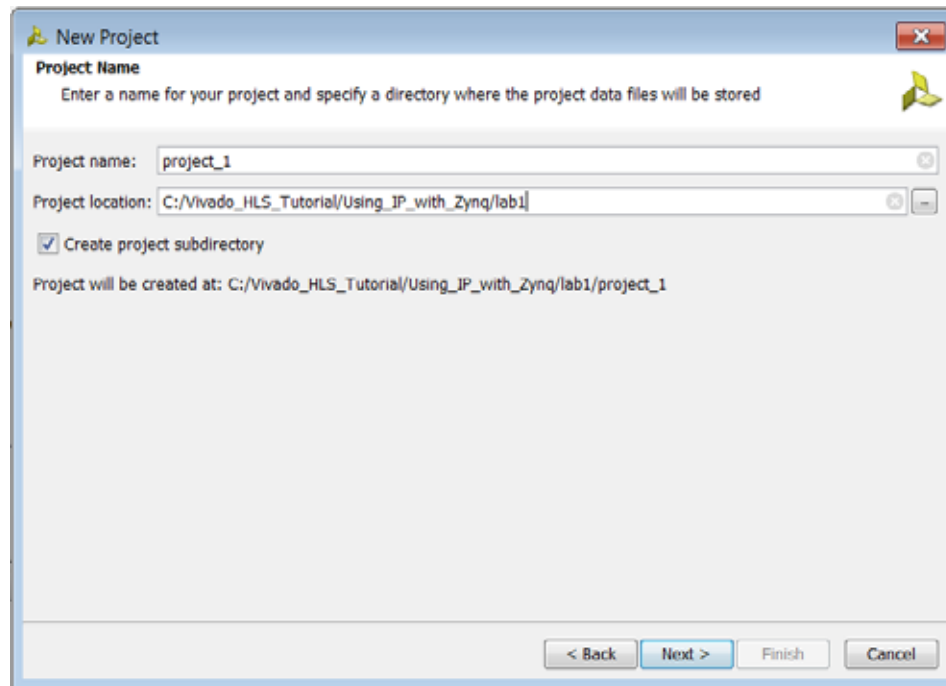 New Project
Project Name
Enter a name for your project and specify a directory where the project data files will be stored
Project name: project_1
Project location: C:/Vivado_HLS_Tutorial/Using_IP_with_Zynq/lab1
Create project subdirectory
Project will be created at: C:/Vivado_HLS_Tutorial/Using_IP_with_Zynq/lab1/project_1
< Back Next > Finish Cancel